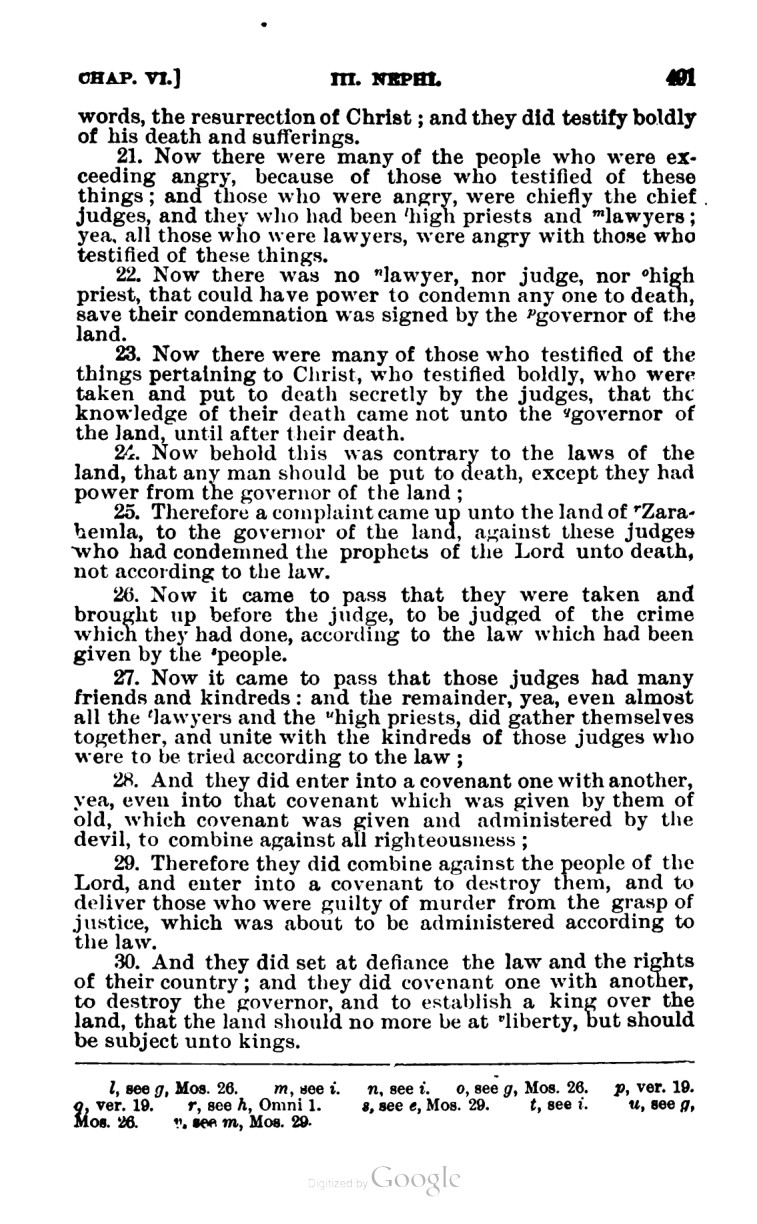 CHAP. VI.] III. NEPHI. 491
words, the resurrection of Christ ; and they did testify boldly
of his death and sufferings.
21. Now there were many of the people who were ex-
ceeding angry, because of those who testified of these
things ; and those who were angry, were chiefly the chief
judges, and they who had been ˡhigh priests and ᵐlawyers ;
yea, all those who were lawyers, were angry with those who
testified of these things.
22. Now there was no ⁿlawyer, nor judge, nor ᵒhigh
priest, that could have power to condemn any one to death,
save their condemnation was signed by the ᵖgovernor of the
land.
23. Now there were many of those who testified of the
things pertaining to Christ, who testified boldly, who were
taken and put to death secretly by the judges, that the
knowledge of their death came not unto the qgovernor of
the land, until after their death.
24. Now behold this was contrary to the laws of the
land, that any man should be put to death, except they had
power from the governor of the land ;
25. Therefore a complaint came up unto the land of ʳZara-
hemla, to the governor of the land, against these judges
who had condemned the prophets of the Lord unto death,
not according to the law.
26. Now it came to pass that they were taken and
brought up before the judge, to be judged of the crime
which they had done, according to the law which had been
given by the ˢpeople.
27. Now it came to pass that those judges had many
friends and kindreds : and the remainder, yea, even almost
all the ᵗlawyers and the ᵘhigh priests, did gather themselves
together, and unite with the kindreds of those judges who
were to be tried according to the law ;
28. And they did enter into a covenant one with another,
yea, even into that covenant which was given by them of
old, which covenant was given and administered by the
devil, to combine against all righteousness ;
29. Therefore they did combine against the people of the
Lord, and enter into a covenant to destroy them, and to
deliver those who were guilty of murder from the grasp of
justice, which was about to be administered according to
the law.
30. And they did set at defiance the law and the rights
of their country ; and they did covenant one with another,
to destroy the governor, and to establish a king over the
land, that the land should no more be at ᵛliberty, but should
be subject unto kings.
l, see g, Mos. 26. m, see i. n, see i. o, see g, Mos. 26. p, ver. 19.
q, ver. 19. r, see h, Omni 1. s, see e, Mos. 29. t, see i. u, see g,
Mos. 26. v, see m, Mos. 29.
Digitized by Google